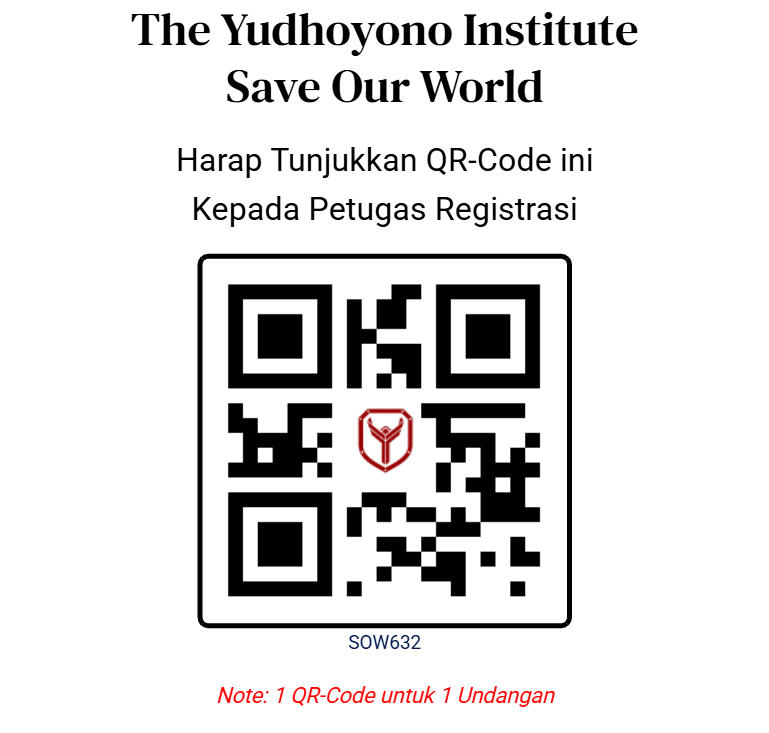 The Yudhoyono Institute
Save Our World
Harap Tunjukkan QR-Code ini
Kepada Petugas Registrasi
SOW632
Note: 1 QR-Code untuk 1 Undangan